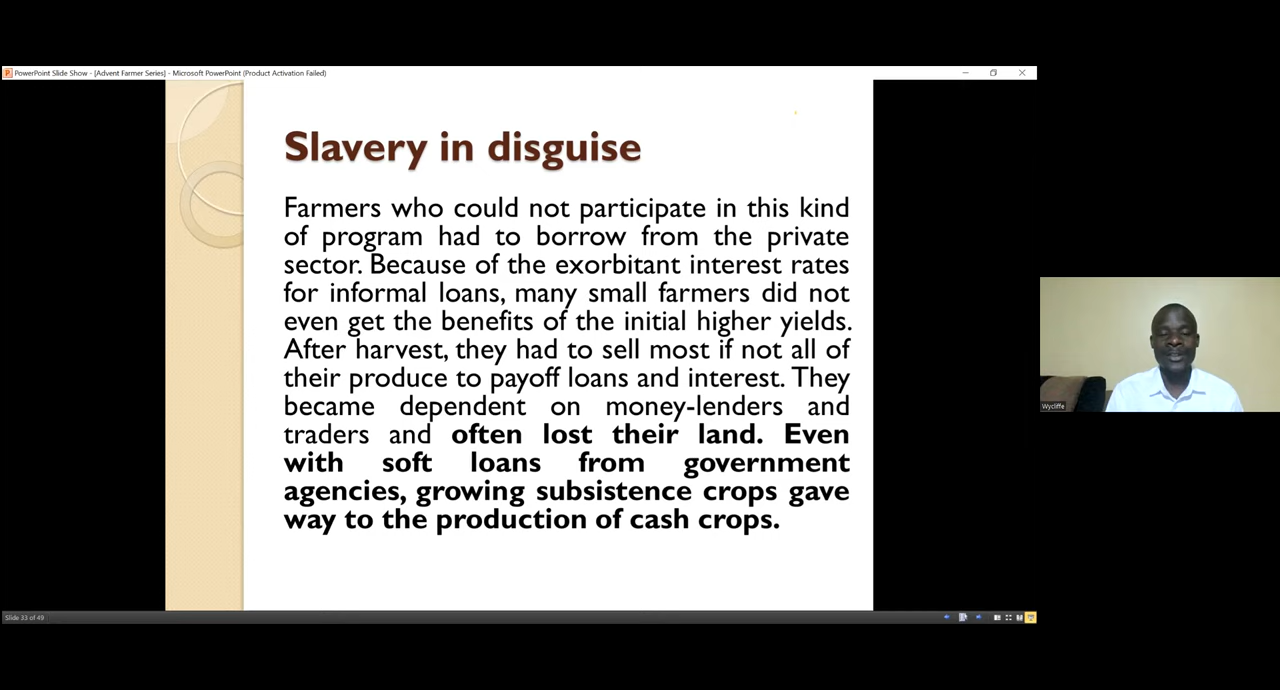 PowerPoint Slide Show - [Advent Farmer Series] - Microsoft PowerPoint (Product Activation Failed)
Slavery in disguise
Farmers who could not participate in this kind
of program had to borrow from the private
sector. Because of the exorbitant interest rates
for informal loans, many small farmers did not
even get the benefits of the initial higher yields.
After harvest, they had to sell most if not all of
their produce to payoff loans and interest. They
became dependent on money-lenders and
traders and often lost their land. Even
with soft loans from government
agencies, growing subsistence crops gave
way to the production of cash crops.
Wycliffe
Slide 33 of 49